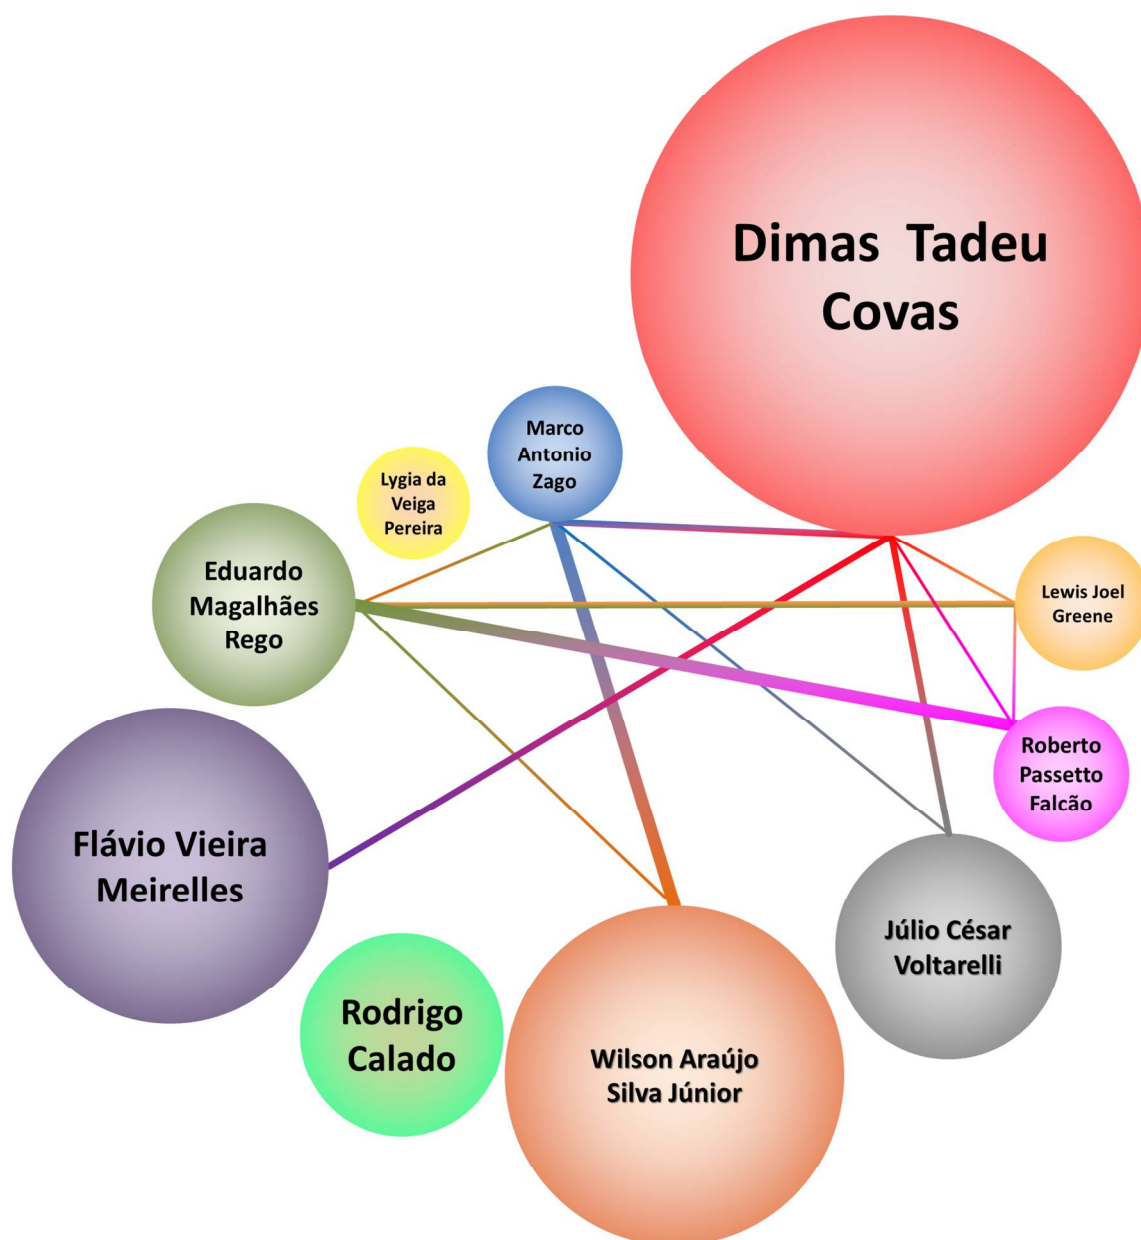 Dimas Tadeu
Covas
Marco
Antonio
Zago
Lygia da
Veiga
Pereira
Eduardo
Magalhães
Rego
Lewis Joel
Greene
Roberto
Passetto
Falcão
Flávio Vieira
Meirelles
Júlio César
Voltarelli
Rodrigo
Calado
Wilson Araújo
Silva Júnior